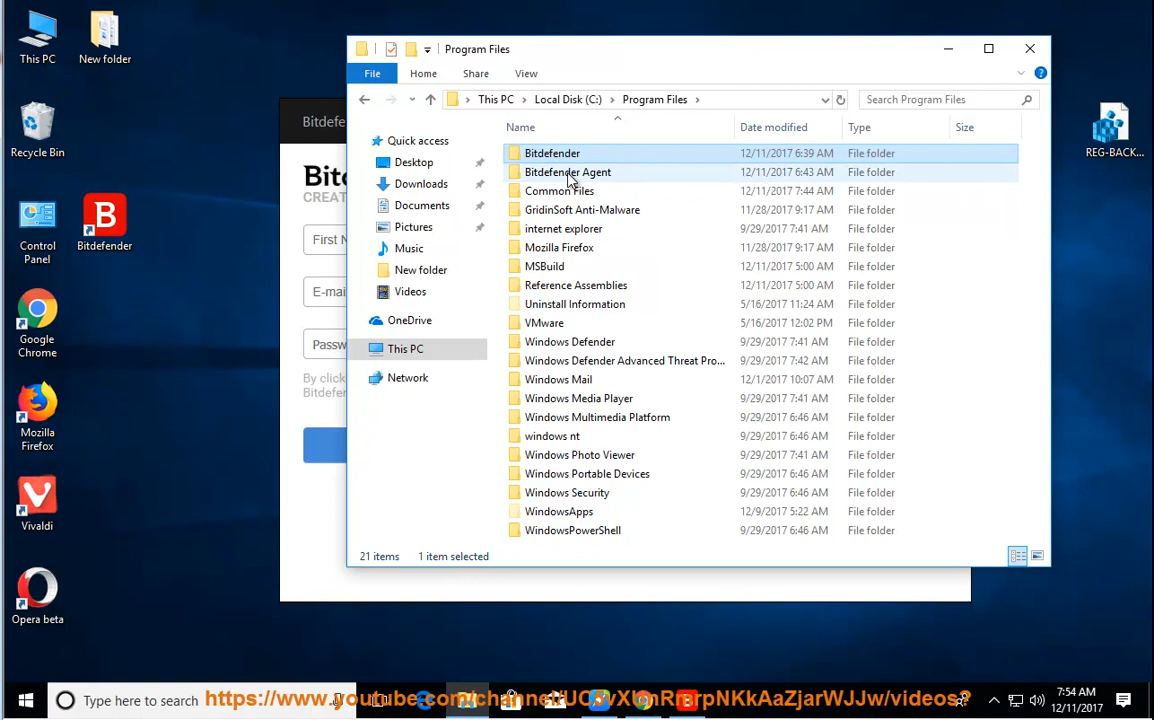 This PC
New folder
Recycle Bin
Control
Panel
Bitdefender
Google
Chrome
Mozilla
Firefox
Vivaldi
Opera beta
REG-BACK...
Bitdefe
Bitd
CREAT
First N
E-mai
Passw
By click
Bitdefen
Program Files
File Home Share View
This PC > Local Disk (C:) > Program Files >
Search Program Files
Quick access
Desktop
Downloads
Documents
Pictures
Music
New folder
Videos
OneDrive
This PC
Network
Name Date modified Type Size
Bitdefender 12/11/2017 6:39 AM File folder
Bitdefender Agent 12/11/2017 6:43 AM File folder
Common Files 12/11/2017 7:44 AM File folder
GridinSoft Anti-Malware 11/28/2017 9:17 AM File folder
internet explorer 9/29/2017 7:41 AM File folder
Mozilla Firefox 11/28/2017 9:17 AM File folder
MSBuild 12/11/2017 5:00 AM File folder
Reference Assemblies 12/11/2017 5:00 AM File folder
Uninstall Information 5/16/2017 11:24 AM File folder
VMware 5/16/2017 12:02 PM File folder
Windows Defender 9/29/2017 7:41 AM File folder
Windows Defender Advanced Threat Pro... 9/29/2017 7:42 AM File folder
Windows Mail 12/1/2017 10:07 AM File folder
Windows Media Player 9/29/2017 7:41 AM File folder
Windows Multimedia Platform 9/29/2017 6:46 AM File folder
windows nt 9/29/2017 6:46 AM File folder
Windows Photo Viewer 9/29/2017 7:41 AM File folder
Windows Portable Devices 9/29/2017 6:46 AM File folder
Windows Security 9/29/2017 6:46 AM File folder
WindowsApps 12/9/2017 5:22 AM File folder
WindowsPowerShell 9/29/2017 6:46 AM File folder
21 items 1 item selected
Type here to search
7:54 AM
12/11/2017